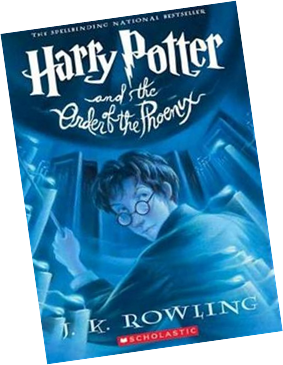 THE SPELLBINDING NATIONAL BESTSELLER
Harry Potter
and the
Order of the Phoenix
J. K. ROWLING
SCHOLASTIC